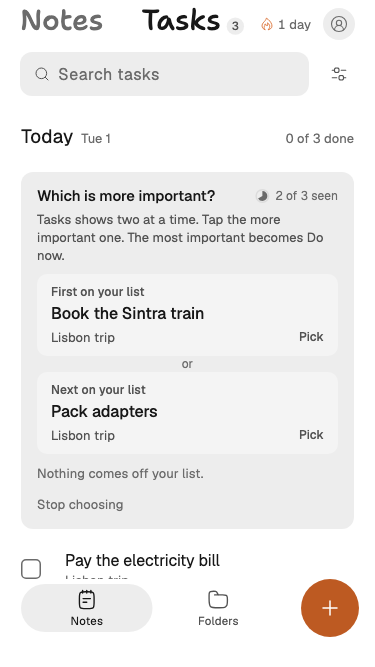 Notes Tasks 3 1 day
Search tasks
Today Tue 1 0 of 3 done
Which is more important? 2 of 3 seen
Tasks shows two at a time. Tap the more
important one. The most important becomes Do
now.
First on your list
Book the Sintra train
Lisbon trip Pick
or
Next on your list
Pack adapters
Lisbon trip Pick
Nothing comes off your list.
Stop choosing
Pay the electricity bill
Lisbon trip
Notes Folders